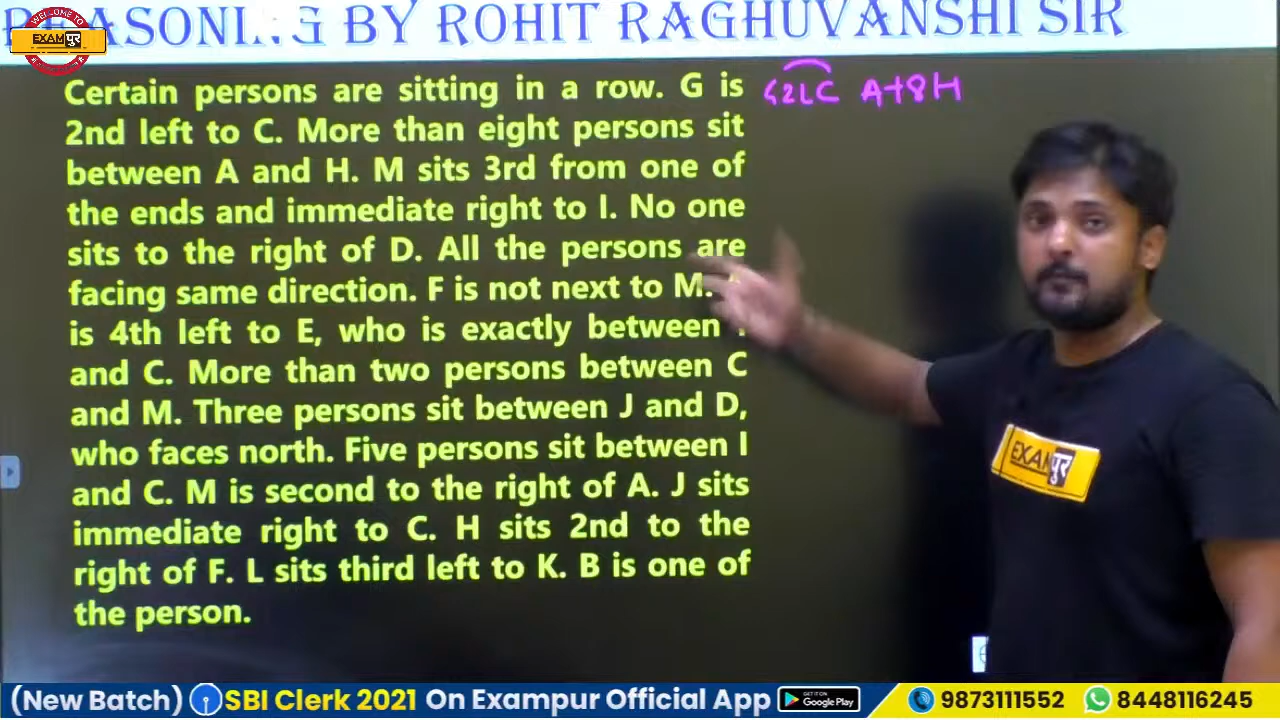 WELCOME TO
EXAMपुर
REASONING BY ROHIT RAGHUVANSHI SIR
Certain persons are sitting in a row. G is
2nd left to C. More than eight persons sit
between A and H. M sits 3rd from one of
the ends and immediate right to I. No one
sits to the right of D. All the persons are
facing same direction. F is not next to M.
is 4th left to E, who is exactly between
and C. More than two persons between C
and M. Three persons sit between J and D,
who faces north. Five persons sit between I
and C. M is second to the right of A. J sits
immediate right to C. H sits 2nd to the
right of F. L sits third left to K. B is one of
the person.
G2LC A+8H
EXAMपुर
(New Batch) SBI Clerk 2021 On Exampur Official App GET IT ON Google Play 9873111552 8448116245